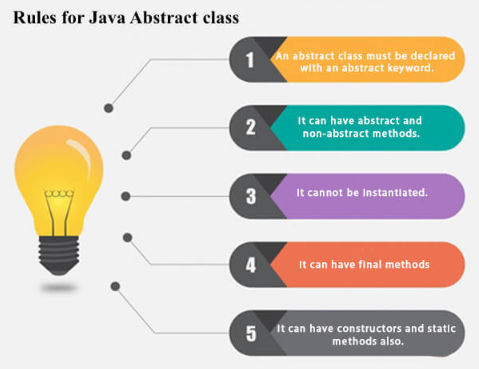 Rules for Java Abstract class
1
An abstract class must be declared
with an abstract keyword.
2
It can have abstract and
non-abstract methods.
3
It cannot be instantiated.
4
It can have final methods
5
It can have constructors and static
methods also.